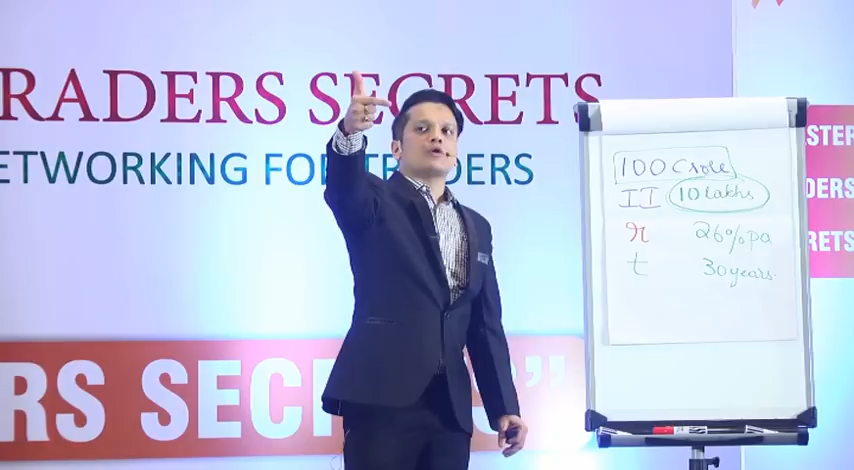 RADERS SECRETS
ETWORKING FOR TRADERS
RS SEC
”
100 Crore
II 10 lakhs
r 26% pa
t 30 years.
STER
DERS
RETS